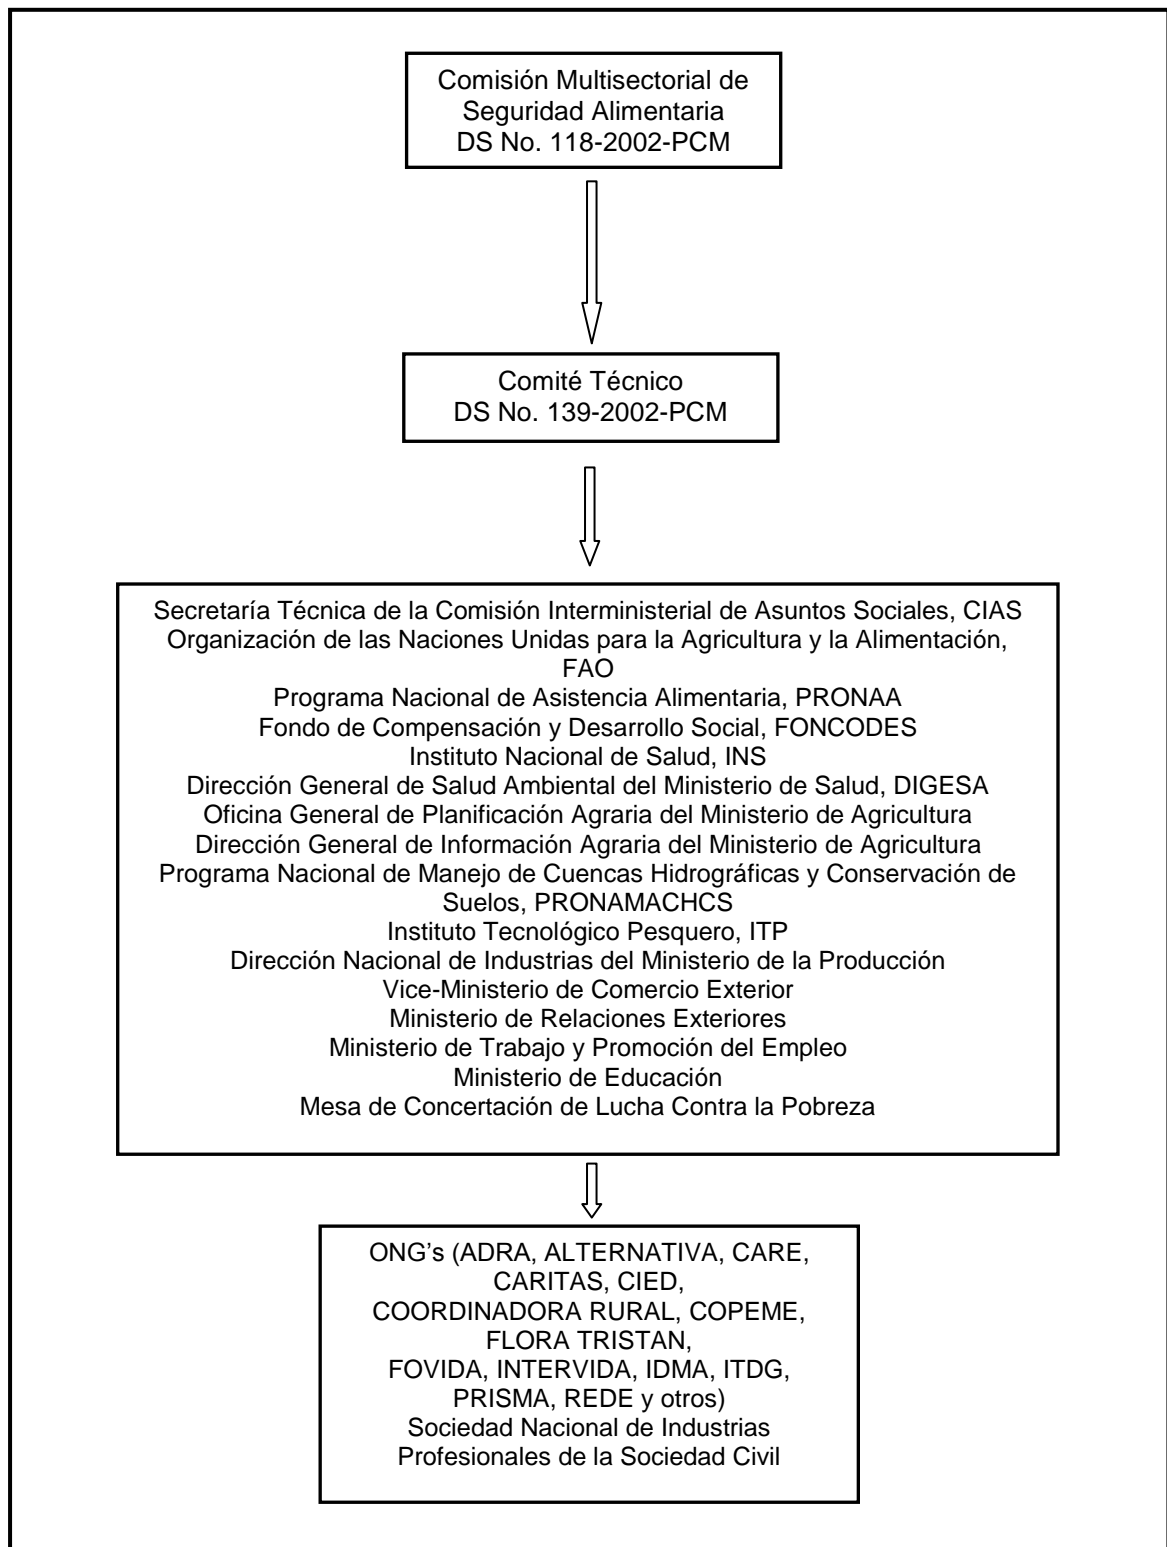 Comisión Multisectorial de
Seguridad Alimentaria
DS No. 118-2002-PCM
Comité Técnico
DS No. 139-2002-PCM
Secretaría Técnica de la Comisión Interministerial de Asuntos Sociales, CIAS
Organización de las Naciones Unidas para la Agricultura y la Alimentación,
FAO
Programa Nacional de Asistencia Alimentaria, PRONAA
Fondo de Compensación y Desarrollo Social, FONCODES
Instituto Nacional de Salud, INS
Dirección General de Salud Ambiental del Ministerio de Salud, DIGESA
Oficina General de Planificación Agraria del Ministerio de Agricultura
Dirección General de Información Agraria del Ministerio de Agricultura
Programa Nacional de Manejo de Cuencas Hidrográficas y Conservación de
Suelos, PRONAMACHCS
Instituto Tecnológico Pesquero, ITP
Dirección Nacional de Industrias del Ministerio de la Producción
Vice-Ministerio de Comercio Exterior
Ministerio de Relaciones Exteriores
Ministerio de Trabajo y Promoción del Empleo
Ministerio de Educación
Mesa de Concertación de Lucha Contra la Pobreza
ONG’s (ADRA, ALTERNATIVA, CARE,
CARITAS, CIED,
COORDINADORA RURAL, COPEME,
FLORA TRISTAN,
FOVIDA, INTERVIDA, IDMA, ITDG,
PRISMA, REDE y otros)
Sociedad Nacional de Industrias
Profesionales de la Sociedad Civil